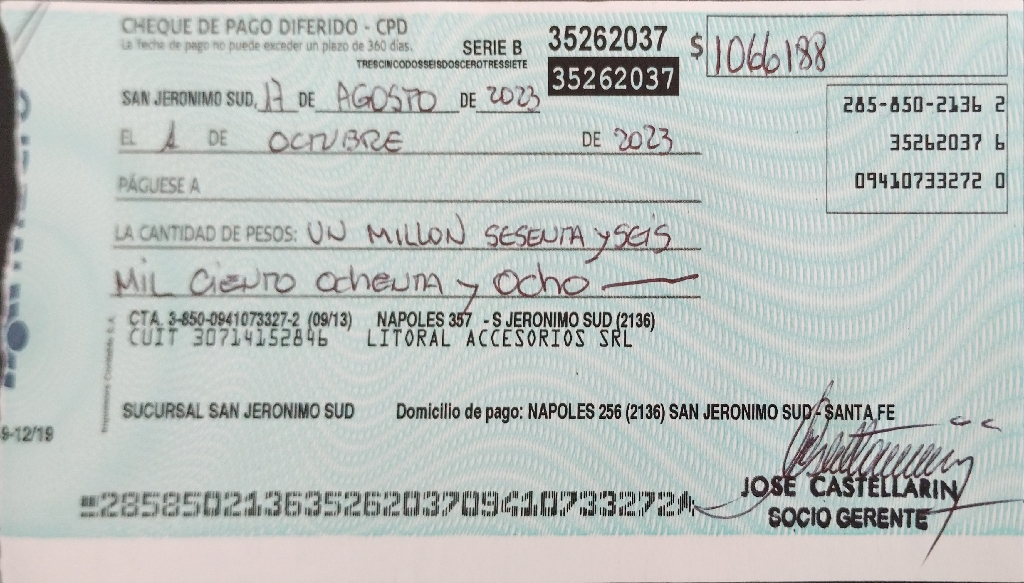 CHEQUE DE PAGO DIFERIDO - CPD
La fecha de pago no puede exceder un plazo de 360 días.
SERIE B 35262037 $ 1066188
TRESCINCODOSSEISDOSCEROTRESSIETE
35262037
SAN JERONIMO SUD, 17 DE AGOSTO DE 2023
285-850-2136 2
EL 1 DE OCTUBRE DE 2023
35262037 6
PÁGUESE A
09410733272 0
LA CANTIDAD DE PESOS: UN MILLON SESENTA y SEIS
MIL CIENTO OCHENTA y OCHO
CTA. 3-850-0941073327-2 (09/13) NAPOLES 357 - S JERONIMO SUD (2136)
CUIT 30714152846 LITORAL ACCESORIOS SRL
SUCURSAL SAN JERONIMO SUD Domicilio de pago: NAPOLES 256 (2136) SAN JERONIMO SUD - SANTA FE
9-12/19
28585021363526203709410733272
JOSE CASTELLARIN
SOCIO GERENTE